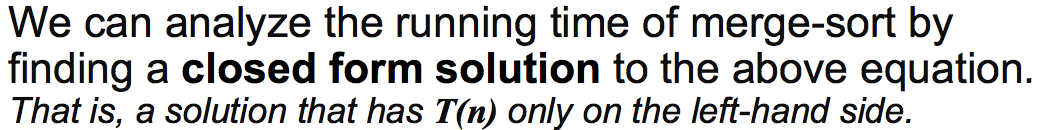 We can analyze the running time of merge-sort by
finding a closed form solution to the above equation.
That is, a solution that has T(n) only on the left-hand side.